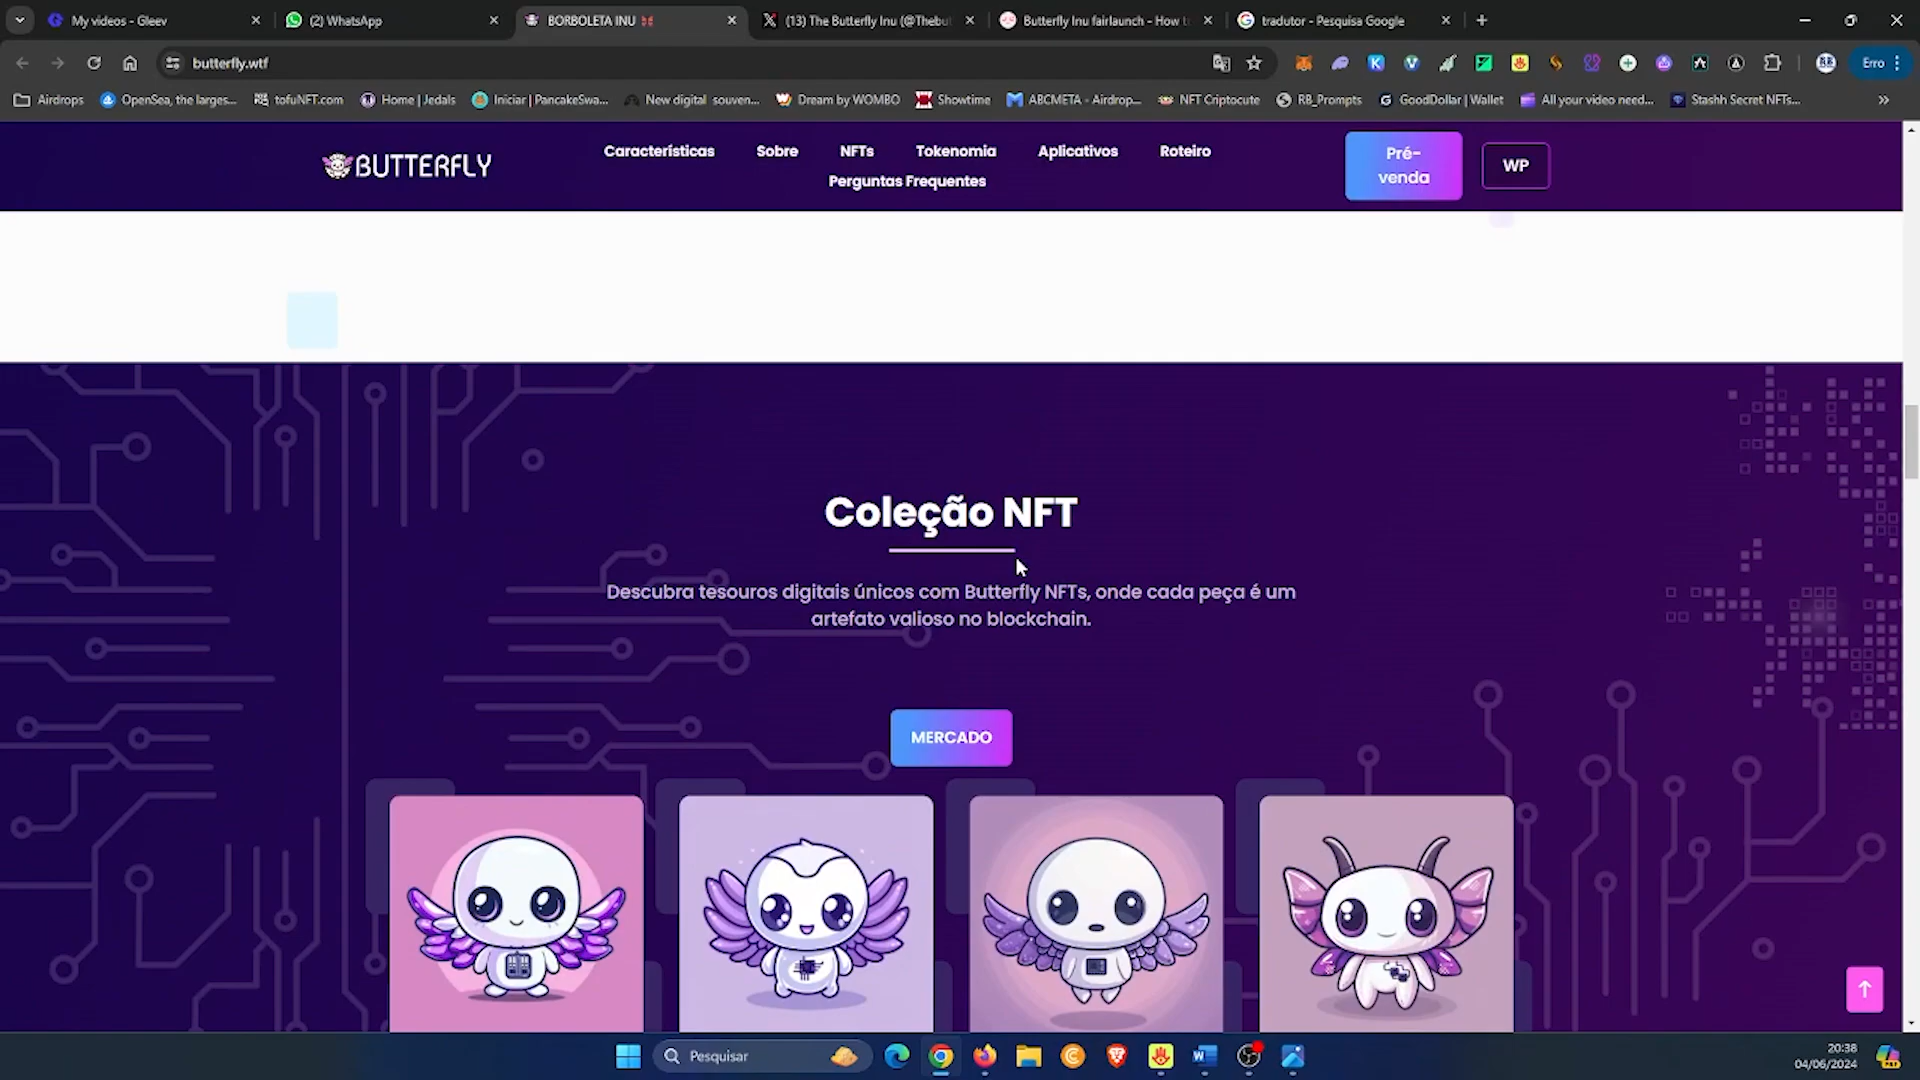 My videos - Gleev
(2) WhatsApp
BORBOLETA INU
(13) The Butterfly Inu (@Thebut
Butterfly Inu fairlaunch - How to
tradutor - Pesquisa Google
butterfly.wtf
Erro
Airdrops
OpenSea, the larges...
tofuNFT.com
Home | Jedals
Iniciar | PancakeSwa...
New digital souven...
Dream by WOMBO
Showtime
ABCMETA - Airdrop...
NFT Criptocute
RB_Prompts
GoodDollar | Wallet
All your video need...
Stashh Secret NFTs...
BUTTERFLY
Características
Sobre
NFTs
Tokenomia
Aplicativos
Roteiro
Perguntas Frequentes
Pré-
venda
WP
Coleção NFT
Descubra tesouros digitais únicos com Butterfly NFTs, onde cada peça é um
artefato valioso no blockchain.
MERCADO
Pesquisar
20:38
04/06/2024